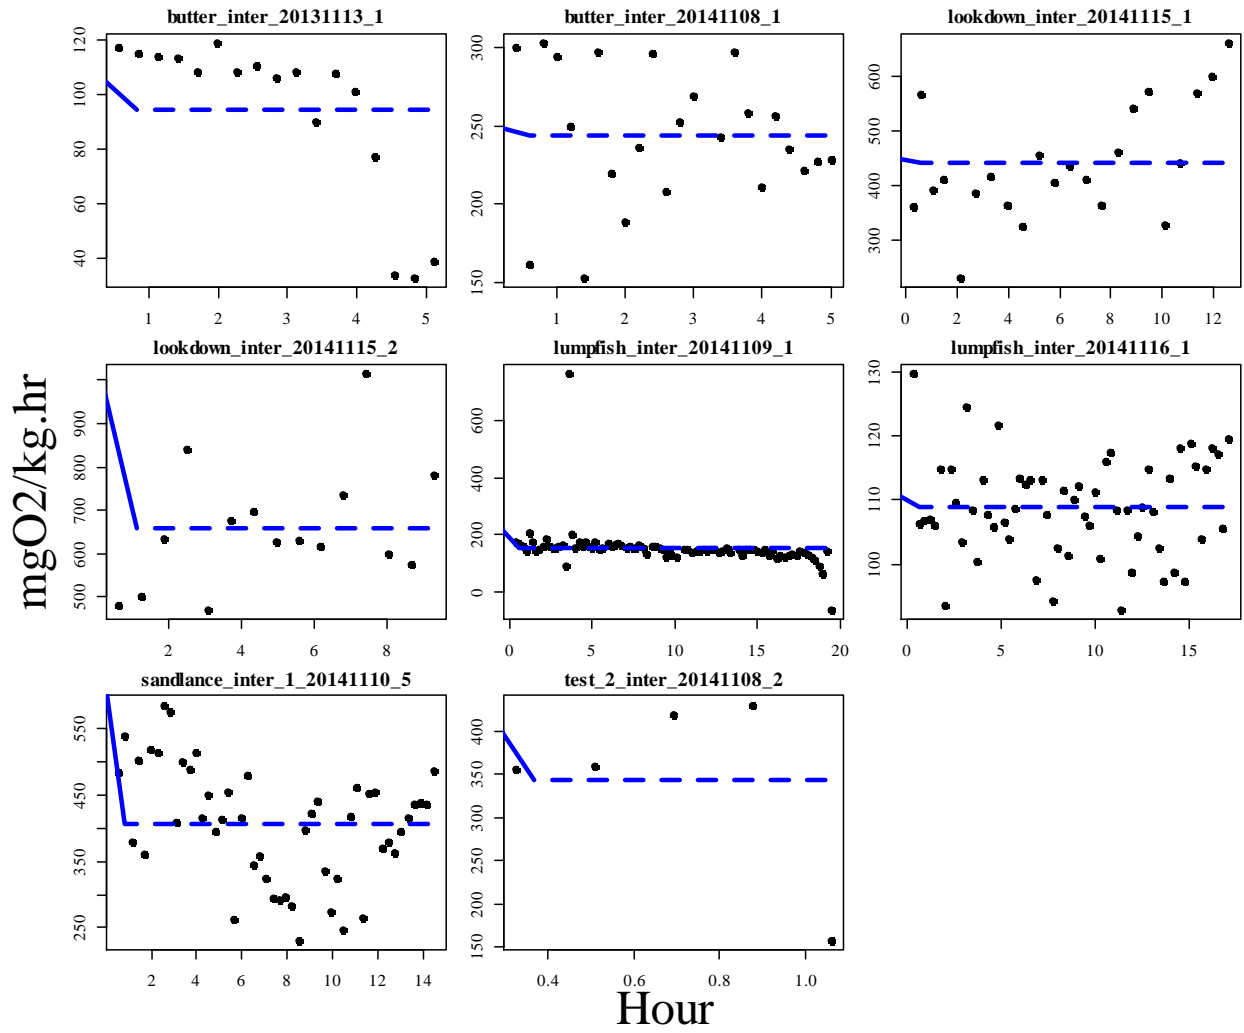 butter_inter_20131113_1 butter_inter_20141108_1 lookdown_inter_20141115_1
120
100
80
60
40
1 2 3 4 5
300
250
200
150
1 2 3 4 5
600
500
400
300
0 2 4 6 8 10 12
lookdown_inter_20141115_2 lumpfish_inter_20141109_1 lumpfish_inter_20141116_1
900
800
700
600
500
2 4 6 8
600
400
200
0
0 5 10 15 20
130
120
110
100
0 5 10 15
sandlance_inter_1_20141110_5 test_2_inter_20141108_2
550
450
350
250
2 4 6 8 10 12 14
400
350
300
250
200
150
0.4 0.6 0.8 1.0
mgO2/kg.hr
Hour